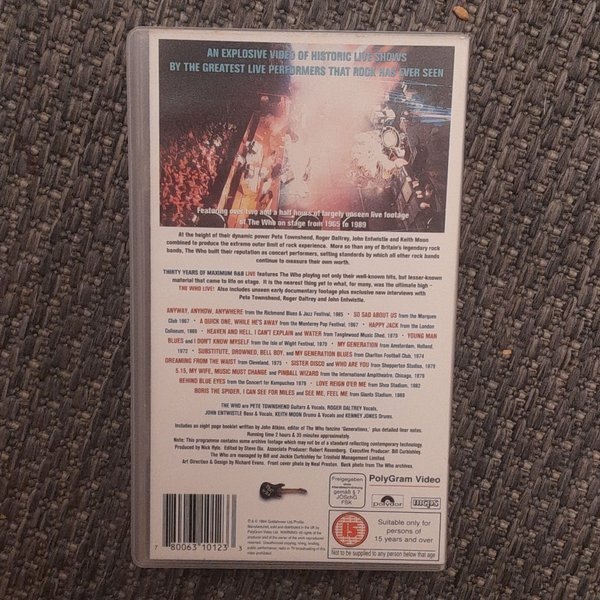 AN EXPLOSIVE VIDEO OF HISTORIC LIVE SHOWS
BY THE GREATEST LIVE PERFORMERS THAT ROCK HAS EVER SEEN
Featuring over two and a half hours of largely unseen live footage
of The Who on stage from 1965 to 1989
At the height of their dynamic power Pete Townshend, Roger Daltrey, John Entwistle and Keith Moon
combined to produce the extreme outer limit of rock experience. More so than any of Britain's legendary rock
bands, The Who built their reputation as concert performers, setting standards by which all other rock bands
continue to measure their own worth.
THIRTY YEARS OF MAXIMUM R&B LIVE features The Who playing not only their well-known hits, but lesser-known
material that came to life on stage. It is the nearest thing yet to what, for many, was the ultimate high –
THE WHO LIVE! Also includes unseen early documentary footage plus exclusive new interviews with
Pete Townshend, Roger Daltrey and John Entwistle.
ANYWAY, ANYHOW, ANYWHERE from the Richmond Blues & Jazz Festival, 1965 • SO SAD ABOUT US from the Marquee
Club 1967 • A QUICK ONE, WHILE HE'S AWAY from the Monterey Pop Festival, 1967 • HAPPY JACK from the London
Coliseum, 1969 • HEAVEN AND HELL, I CAN'T EXPLAIN and WATER from Tanglewood Music Shed, 1970 • YOUNG MAN
BLUES and I DON'T KNOW MYSELF from the Isle of Wight Festival, 1970 • MY GENERATION from Amsterdam, Holland,
1972 • SUBSTITUTE, DROWNED, BELL BOY, and MY GENERATION BLUES from Charlton Football Club, 1974
DREAMING FROM THE WAIST from Cleveland, 1975 • SISTER DISCO and WHO ARE YOU from Shepperton Studios, 1979
5.15, MY WIFE, MUSIC MUST CHANGE and PINBALL WIZARD from the International Ampitheatre, Chicago, 1979
BEHIND BLUE EYES from the Concert for Kampuchea 1979 • LOVE REIGN O'ER ME from Shea Stadium, 1982
BORIS THE SPIDER, I CAN SEE FOR MILES and SEE ME, FEEL ME from Giants Stadium, 1989
THE WHO are PETE TOWNSHEND Guitars & Vocals, ROGER DALTREY Vocals,
JOHN ENTWISTLE Bass & Vocals, KEITH MOON Drums & Vocals and KENNEY JONES Drums.
Includes an eight page booklet written by John Atkins, editor of The Who fanzine 'Generations,' plus detailed liner notes.
Running time 2 hours & 35 minutes approximately.
Note: This programme contains some archive footage which may not be of a standard reflecting contemporary technology.
Produced by Nick Ryle. Edited by Steve Gia. Associate Producer: Robert Rosenberg. Executive Producer: Bill Curbishley
The Who are managed by Bill and Jackie Curbishley for Trinifold Management Limited.
Art Direction & Design by Richard Evans. Front cover photo by Neal Preston. Back photo from The Who archives.
7 80063 10123 3
Freigegeben
ohne
Altersbeschränkung
gemäß § 7
JÖSchG
FSK
PolyGram Video
polydor
15
Suitable only for
persons of
15 years and over
Not to be supplied to any person below that age